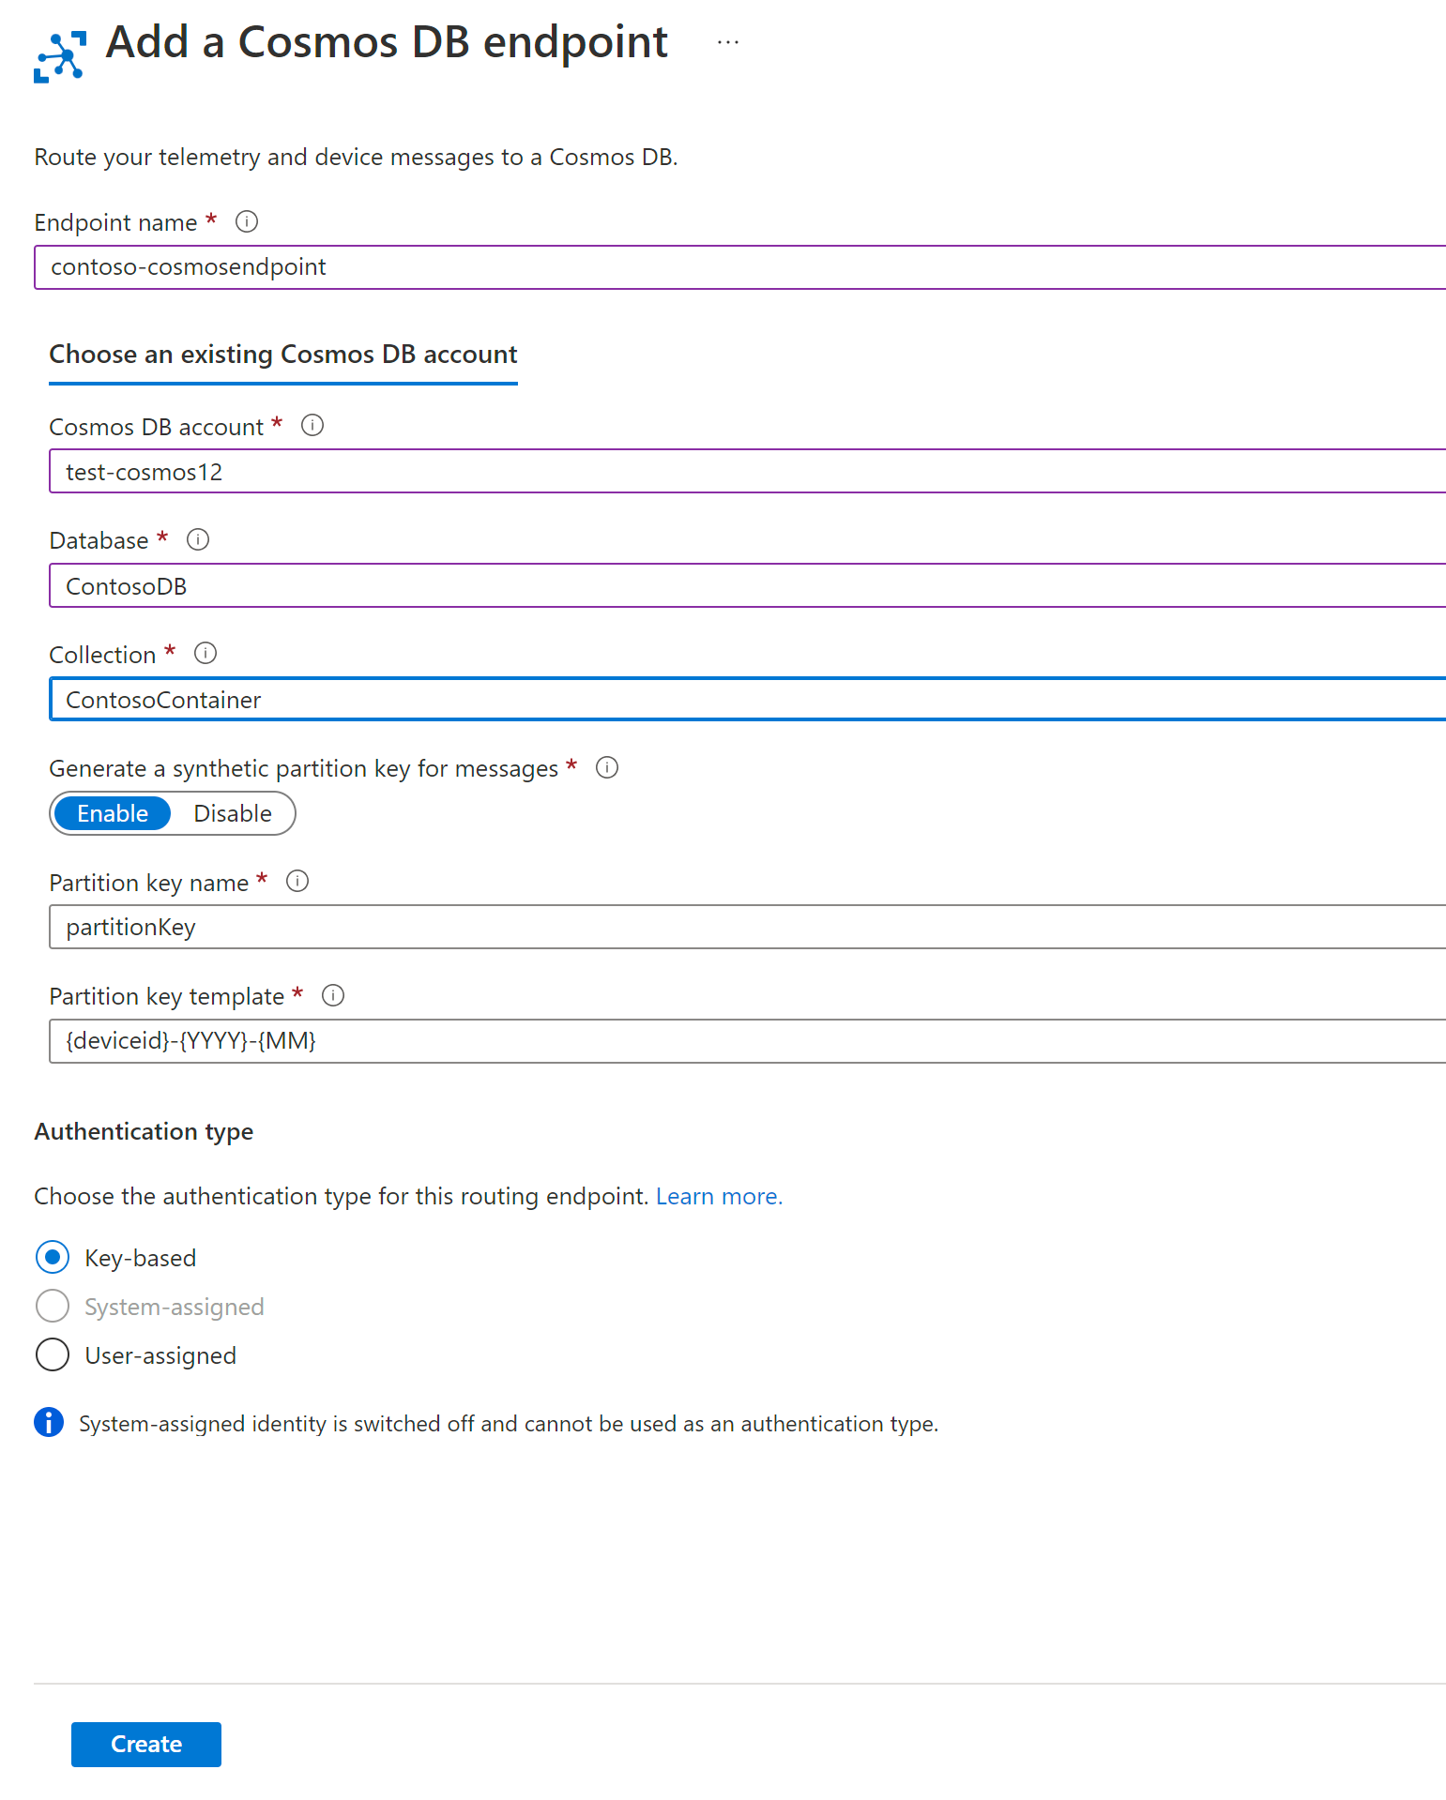 Add a Cosmos DB endpoint ...
Route your telemetry and device messages to a Cosmos DB.
Endpoint name *
contoso-cosmosendpoint
Choose an existing Cosmos DB account
Cosmos DB account *
test-cosmos12
Database *
ContosoDB
Collection *
ContosoContainer
Generate a synthetic partition key for messages *
Enable Disable
Partition key name *
partitionKey
Partition key template *
{deviceid}-{YYYY}-{MM}
Authentication type
Choose the authentication type for this routing endpoint. Learn more.
Key-based
System-assigned
User-assigned
System-assigned identity is switched off and cannot be used as an authentication type.
Create